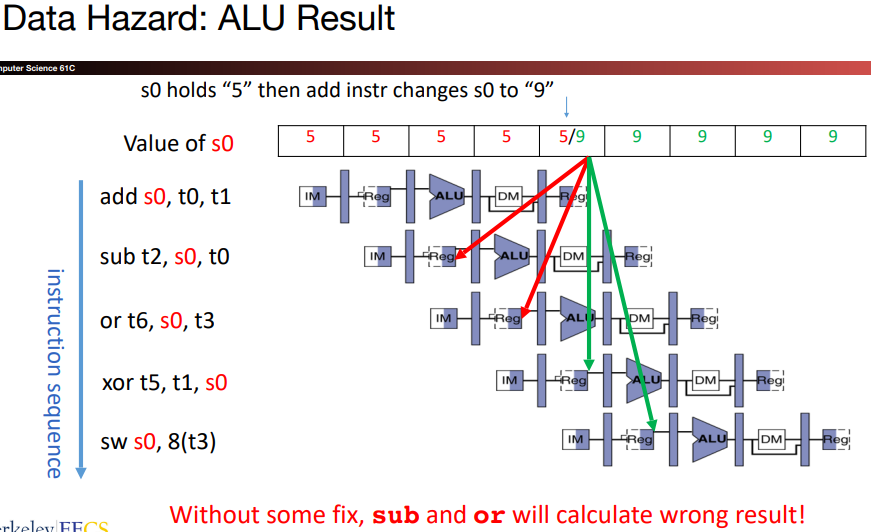 Data Hazard: ALU Result
mputer Science 61C
s0 holds “5” then add instr changes s0 to “9”
Value of s0 5 5 5 5 5/9 9 9 9 9
add s0, t0, t1 IM Reg ALU DM Reg
sub t2, s0, t0 IM Reg ALU DM Reg
or t6, s0, t3 IM Reg ALU DM Reg
xor t5, t1, s0 IM Reg ALU DM Reg
sw s0, 8(t3) IM Reg ALU DM Reg
instruction sequence
Without some fix, sub and or will calculate wrong result!
erkeley EECS